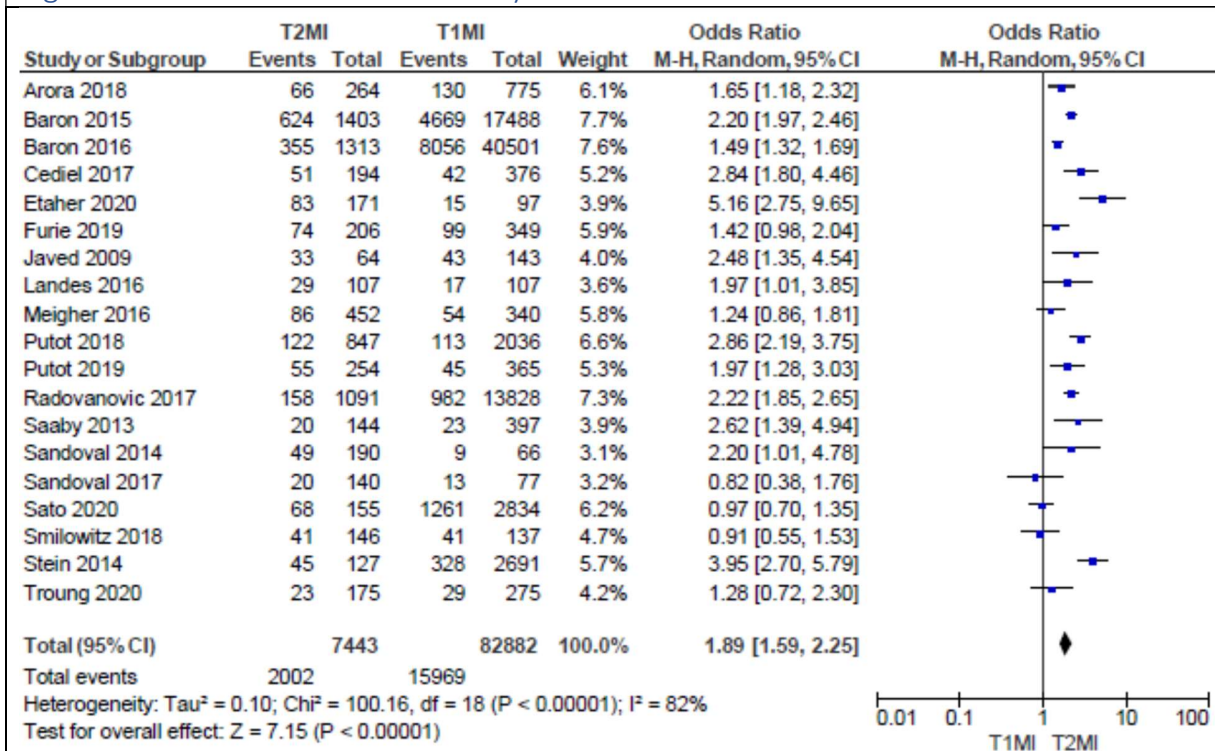 T2MI T1MI Odds Ratio Odds Ratio
Study or Subgroup Events Total Events Total Weight M-H, Random, 95% CI M-H, Random, 95% CI
Arora 2018 66 264 130 775 6.1% 1.65 [1.18, 2.32]
Baron 2015 624 1403 4669 17488 7.7% 2.20 [1.97, 2.46]
Baron 2016 355 1313 8056 40501 7.6% 1.49 [1.32, 1.69]
Cediel 2017 51 194 42 376 5.2% 2.84 [1.80, 4.46]
Etaher 2020 83 171 15 97 3.9% 5.16 [2.75, 9.65]
Furie 2019 74 206 99 349 5.9% 1.42 [0.98, 2.04]
Javed 2009 33 64 43 143 4.0% 2.48 [1.35, 4.54]
Landes 2016 29 107 17 107 3.6% 1.97 [1.01, 3.85]
Meigher 2016 86 452 54 340 5.8% 1.24 [0.86, 1.81]
Putot 2018 122 847 113 2036 6.6% 2.86 [2.19, 3.75]
Putot 2019 55 254 45 365 5.3% 1.97 [1.28, 3.03]
Radovanovic 2017 158 1091 982 13828 7.3% 2.22 [1.85, 2.65]
Saaby 2013 20 144 23 397 3.9% 2.62 [1.39, 4.94]
Sandoval 2014 49 190 9 66 3.1% 2.20 [1.01, 4.78]
Sandoval 2017 20 140 13 77 3.2% 0.82 [0.38, 1.76]
Sato 2020 68 155 1261 2834 6.2% 0.97 [0.70, 1.35]
Smilowitz 2018 41 146 41 137 4.7% 0.91 [0.55, 1.53]
Stein 2014 45 127 328 2691 5.7% 3.95 [2.70, 5.79]
Troung 2020 23 175 29 275 4.2% 1.28 [0.72, 2.30]
Total (95% CI) 7443 82882 100.0% 1.89 [1.59, 2.25]
Total events 2002 15969
Heterogeneity: Tau² = 0.10; Chi² = 100.16, df = 18 (P < 0.00001); I² = 82%
Test for overall effect: Z = 7.15 (P < 0.00001)
0.01 0.1 1 10 100
T1MI T2MI